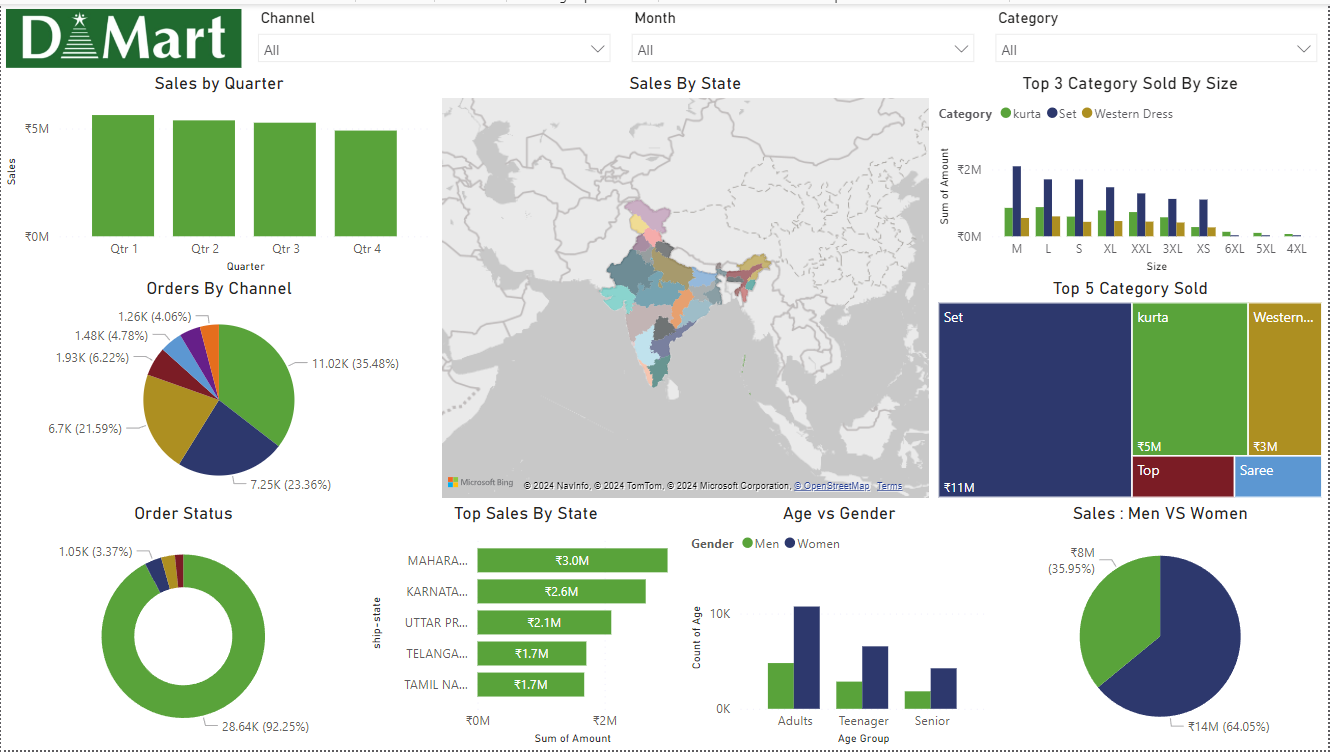 D Mart
Channel
All
Month
All
Category
All
Sales by Quarter
Sales
₹5M
₹0M
Qtr 1
Qtr 2
Qtr 3
Qtr 4
Quarter
Sales By State
Microsoft Bing
© 2024 NavInfo, © 2024 TomTom, © 2024 Microsoft Corporation, © OpenStreetMap Terms
Top 3 Category Sold By Size
Category kurta Set Western Dress
Sum of Amount
₹2M
₹0M
M L S XL XXL 3XL XS 6XL 5XL 4XL
Size
Orders By Channel
1.26K (4.06%)
1.48K (4.78%)
1.93K (6.22%)
11.02K (35.48%)
6.7K (21.59%)
7.25K (23.36%)
Top 5 Category Sold
Set
₹11M
kurta
₹5M
Western...
₹3M
Top
Saree
Order Status
1.05K (3.37%)
28.64K (92.25%)
Top Sales By State
ship-state
MAHARA... ₹3.0M
KARNATA... ₹2.6M
UTTAR PR... ₹2.1M
TELANGA... ₹1.7M
TAMIL NA... ₹1.7M
₹0M ₹2M
Sum of Amount
Age vs Gender
Gender Men Women
Count of Age
10K
0K
Adults Teenager Senior
Age Group
Sales : Men VS Women
₹8M
(35.95%)
₹14M (64.05%)